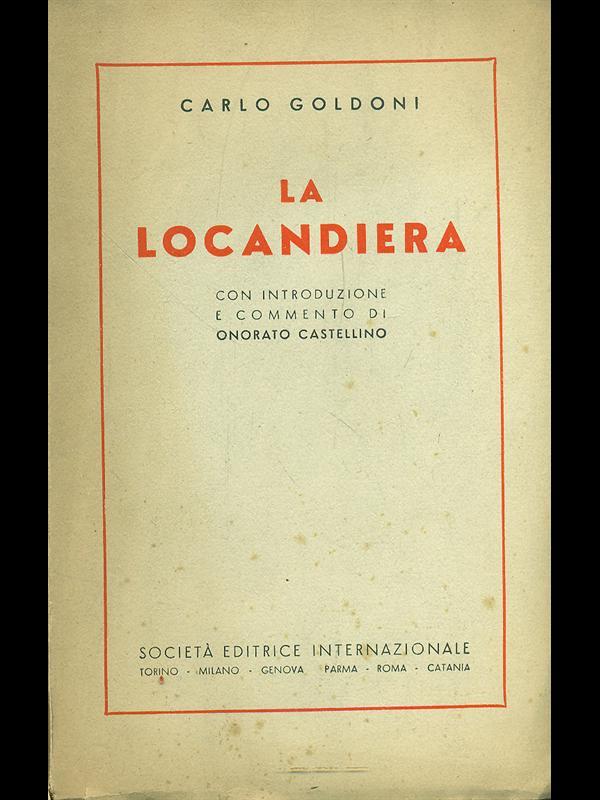 CARLO GOLDONI
LA
LOCANDIERA
CON INTRODUZIONE
E COMMENTO DI
ONORATO CASTELLINO
SOCIETÀ EDITRICE INTERNAZIONALE
TORINO - MILANO - GENOVA PARMA - ROMA - CATANIA